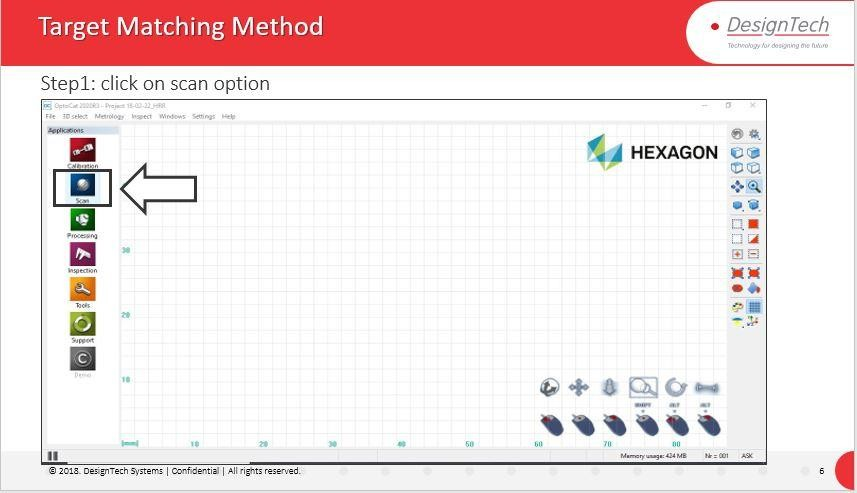 Target Matching Method
DesignTech
Technology for designing the future
Step1: click on scan option
OptoCat 2020R3 - Project 16-02-22_HRR
File 3D select Metrology Inspect Windows Settings Help
Applications
Calibration
Scan
Processing
Inspection
Tools
Support
Demo
HEXAGON
30
20
10
[mm] 10 20 30 40 50 60 70 80
SHIFT ALT ALT
+ + +
Memory usage: 424 MB Nr = 001 ASK
© 2018. DesignTech Systems | Confidential | All rights reserved.
6